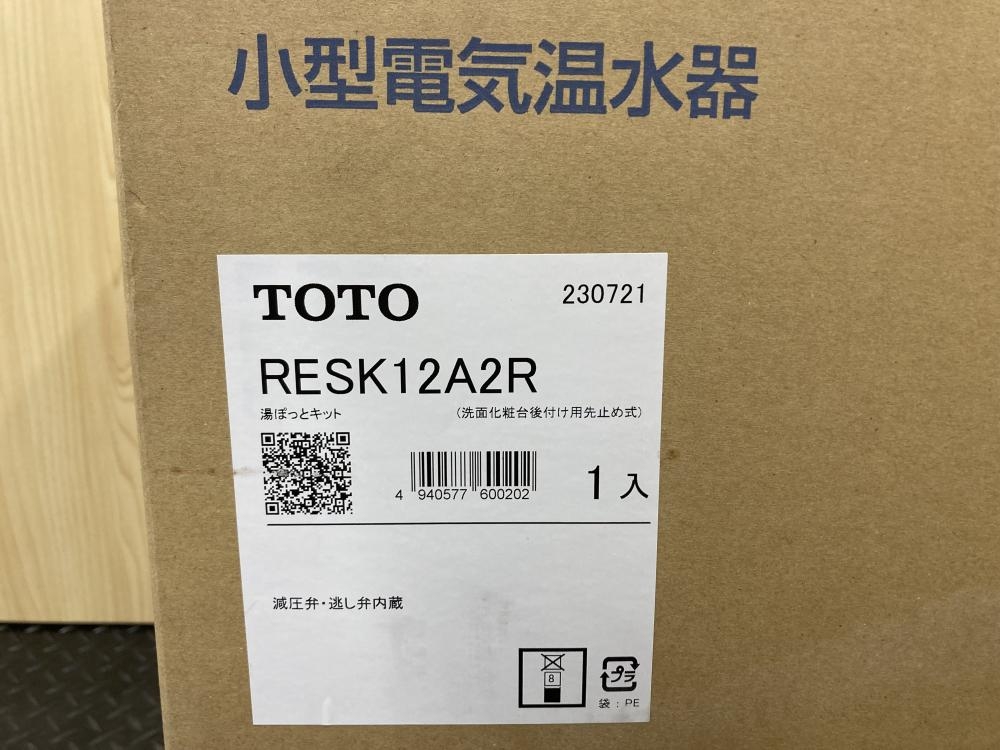 小型電気温水器
TOTO 230721
RESK12A2R
湯ぽっとキット (洗面化粧台後付け用先止め式)
4 940577 600202 1入
減圧弁・逃し弁内蔵
8
プラ
袋:PE